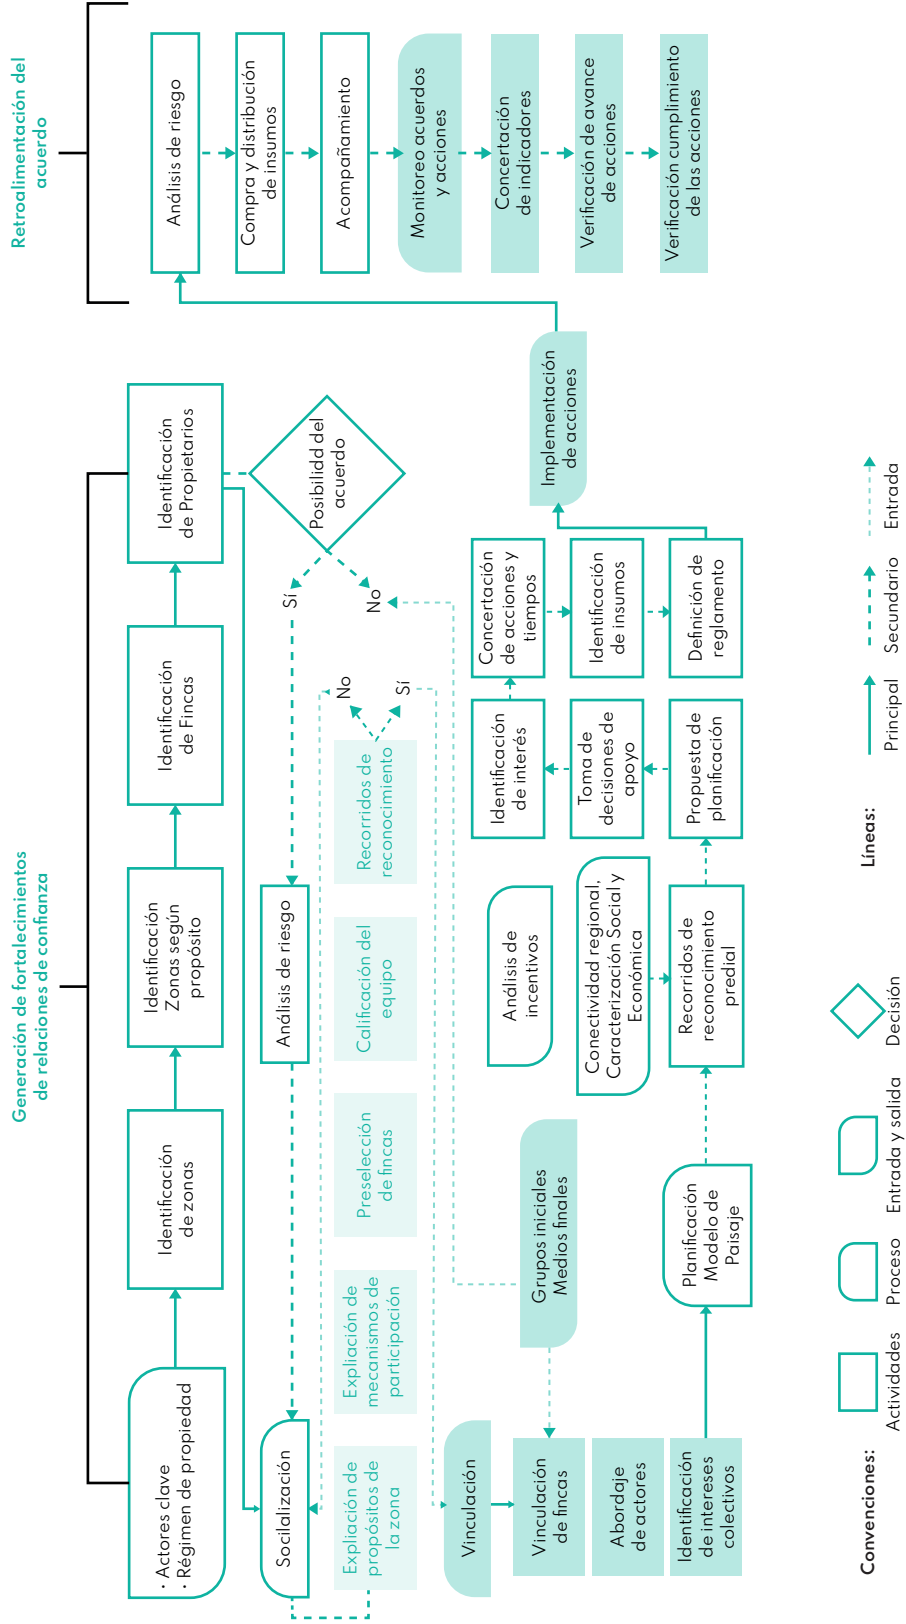 Generación de fortalecimientos
de relaciones de confianza
Retroalimentación del
acuerdo
· Actores clave
· Régimen de propiedad
Identificación
de zonas
Identificación
Zonas según
propósito
Identificación
de Fincas
Identificación
de Propietarios
Análisis de riesgo
Compra y distribución
de insumos
Acompañamiento
Monitoreo acuerdos
y acciones
Concertación
de indicadores
Verificación de avance
de acciones
Verificación cumplimiento
de las acciones
Socilalización
Análisis de riesgo
Sí
No
Posibilidd del
acuerdo
Expliación de
propósitos de
la zona
Expliación de
mecanismos de
participación
Preselección
de fincas
Calificación del
equipo
Recorridos de
reconocimiento
No
Sí
Vinculación
Vinculación
de fincas
Abordaje
de actores
Identificación
de intereses
colectivos
Grupos iniciales
Medios finales
Planificación
Modelo de
Paisaje
Análisis de
incentivos
Conectividad regional,
Caracterización Social y
Económica
Recorridos de
reconocimiento
predial
Identificación
de interés
Toma de
decisiones de
apoyo
Propuesta de
planificación
Concertación
de acciones y
tiempos
Identificación
de insumos
Definición de
reglamento
Implementación
de acciones
Convenciones:
Actividades
Proceso
Entrada y salida
Decisión
Líneas:
Principal
Secundario
Entrada